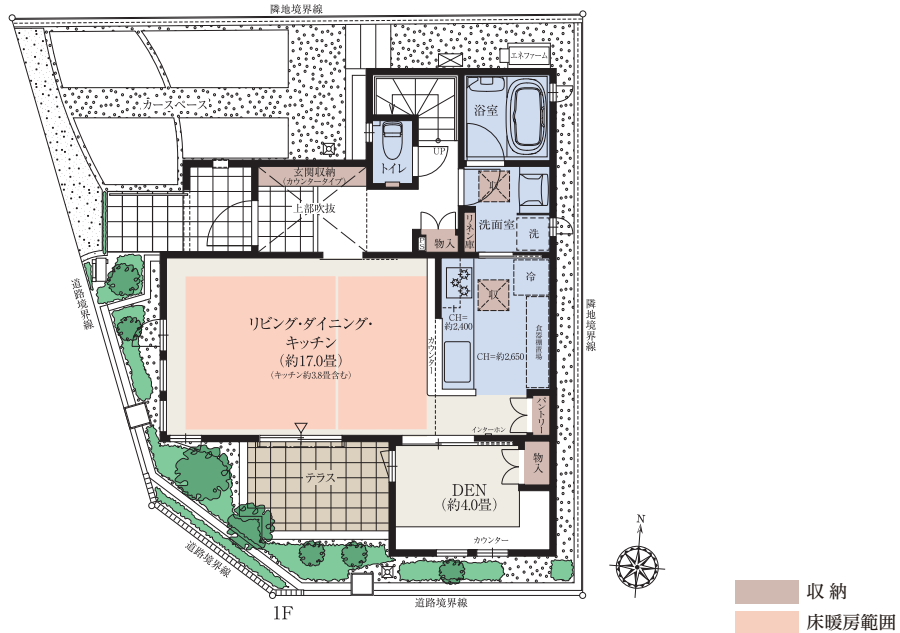 隣地境界線
エネファーム
カースペース
浴室
トイレ
UP
玄関収納
(カウンタータイプ)
収
上部吹抜
リネン庫
洗面室
洗
PS
物入
冷
収
道路境界線
リビング・ダイニング・
キッチン
(約17.0畳)
(キッチン約3.8畳含む)
CH=
約2,400
カウンター
CH=約2,650
食器棚置場
隣地境界線
インターホン
パントリー
テラス
物入
DEN
(約4.0畳)
カウンター
道路境界線
道路境界線
1F
N
収 納
床暖房範囲